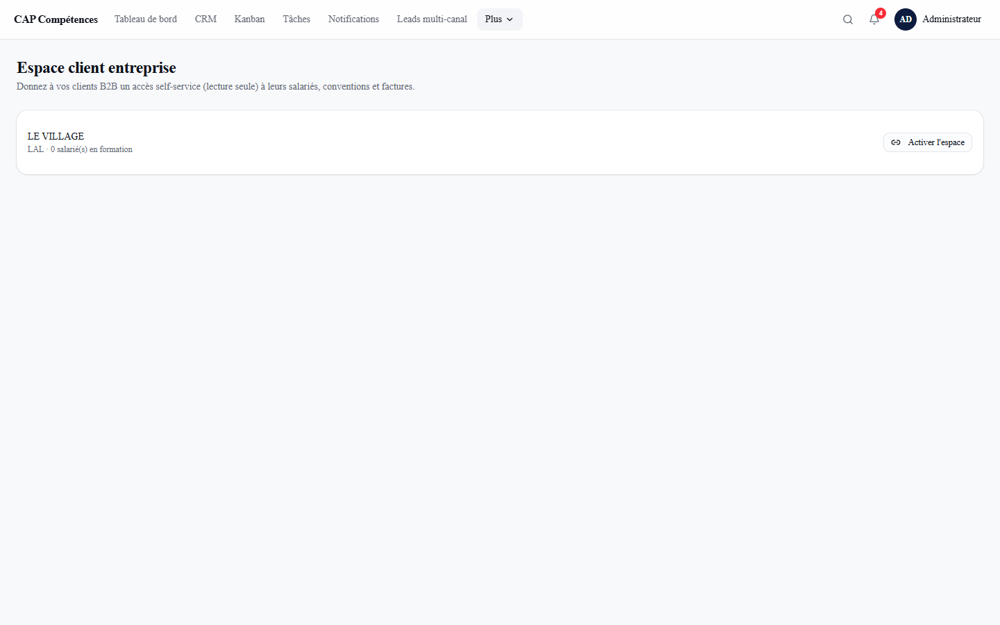 CAP Compétences Tableau de bord CRM Kanban Tâches Notifications Leads multi-canal Plus 4 AD Administrateur
Espace client entreprise
Donnez à vos clients B2B un accès self-service (lecture seule) à leurs salariés, conventions et factures.
LE VILLAGE
LAL · 0 salarié(s) en formation
Activer l'espace